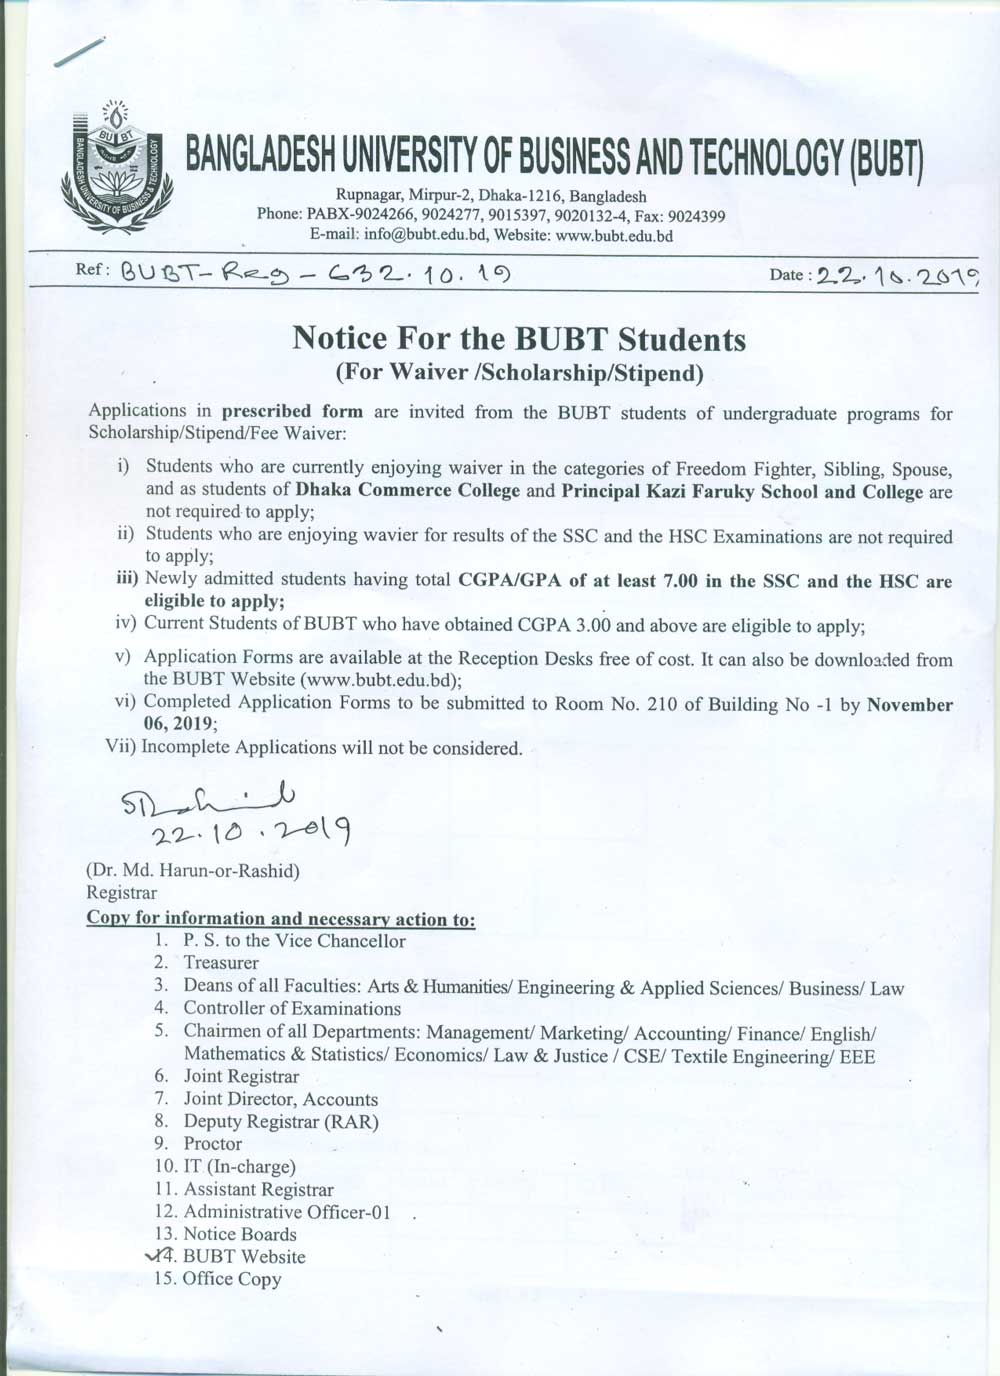 BUBT
BANGLADESH UNIVERSITY OF BUSINESS & TECHNOLOGY
BANGLADESH UNIVERSITY OF BUSINESS AND TECHNOLOGY (BUBT)
Rupnagar, Mirpur-2, Dhaka-1216, Bangladesh
Phone: PABX-9024266, 9024277, 9015397, 9020132-4, Fax: 9024399
E-mail: info@bubt.edu.bd, Website: www.bubt.edu.bd
Ref: BUBT-Reg-632.10.19 Date: 22.10.2019
Notice For the BUBT Students
(For Waiver /Scholarship/Stipend)
Applications in prescribed form are invited from the BUBT students of undergraduate programs for
Scholarship/Stipend/Fee Waiver:
i) Students who are currently enjoying waiver in the categories of Freedom Fighter, Sibling, Spouse,
and as students of Dhaka Commerce College and Principal Kazi Faruky School and College are
not required to apply;
ii) Students who are enjoying wavier for results of the SSC and the HSC Examinations are not required
to apply;
iii) Newly admitted students having total CGPA/GPA of at least 7.00 in the SSC and the HSC are
eligible to apply;
iv) Current Students of BUBT who have obtained CGPA 3.00 and above are eligible to apply;
v) Application Forms are available at the Reception Desks free of cost. It can also be downloaded from
the BUBT Website (www.bubt.edu.bd);
vi) Completed Application Forms to be submitted to Room No. 210 of Building No -1 by November
06, 2019;
Vii) Incomplete Applications will not be considered.
22.10.2019
(Dr. Md. Harun-or-Rashid)
Registrar
Copy for information and necessary action to:
1. P. S. to the Vice Chancellor
2. Treasurer
3. Deans of all Faculties: Arts & Humanities/ Engineering & Applied Sciences/ Business/ Law
4. Controller of Examinations
5. Chairmen of all Departments: Management/ Marketing/ Accounting/ Finance/ English/
Mathematics & Statistics/ Economics/ Law & Justice / CSE/ Textile Engineering/ EEE
6. Joint Registrar
7. Joint Director, Accounts
8. Deputy Registrar (RAR)
9. Proctor
10. IT (In-charge)
11. Assistant Registrar
12. Administrative Officer-01
13. Notice Boards
14. BUBT Website
15. Office Copy